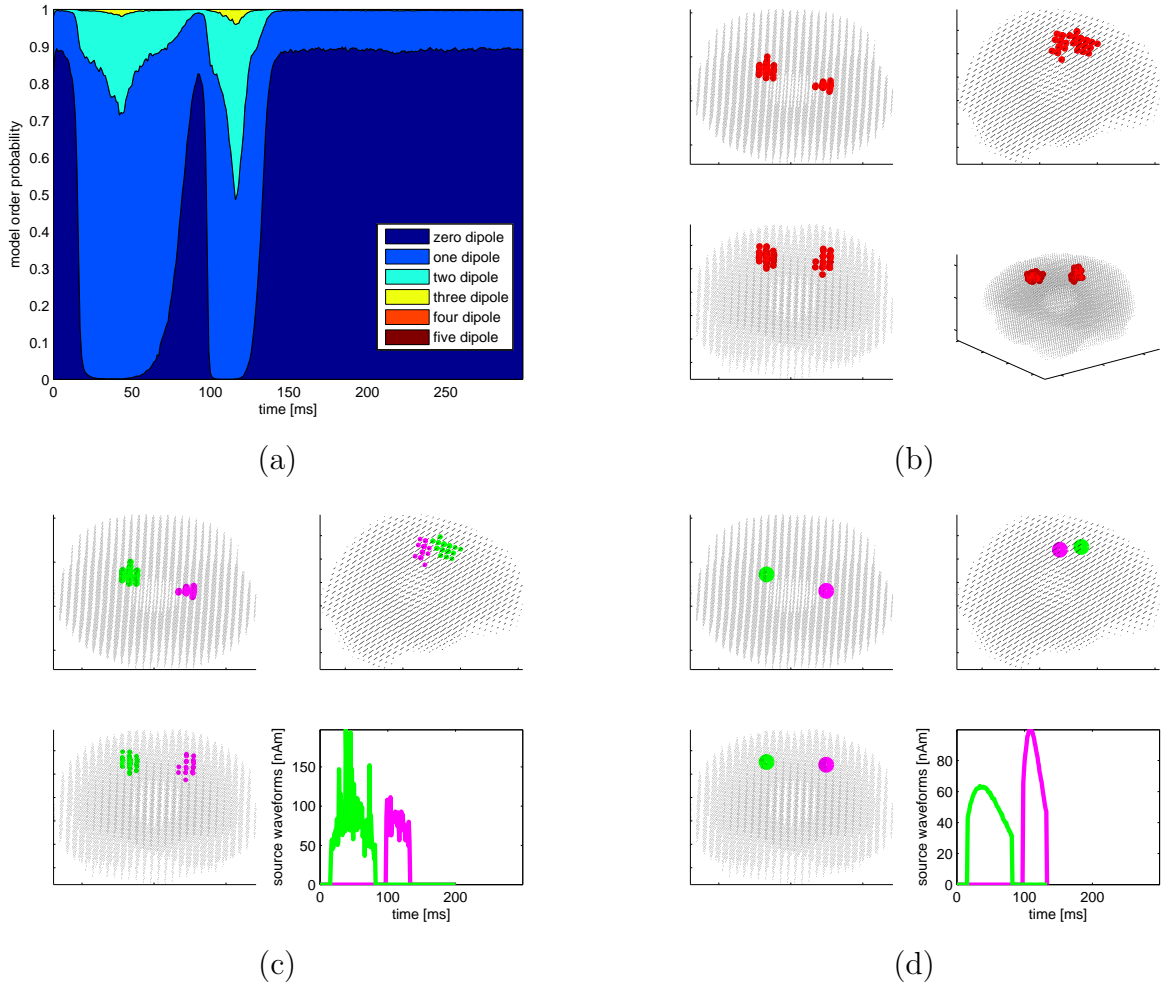 1
0.9
0.8
0.7
0.6
0.5
0.4
0.3
0.2
0.1
0
model order probability
zero dipole
one dipole
two dipole
three dipole
four dipole
five dipole
0 50 100 150 200 250
time [ms]
(a)
(b)
source waveforms [nAm]
150
100
50
0
0 100 200
time [ms]
(c)
source waveforms [nAm]
80
60
40
20
0
0 100 200
time [ms]
(d)